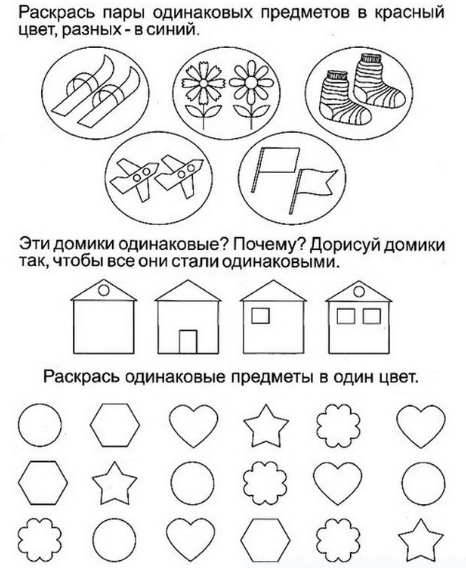 Раскрась пары одинаковых предметов в красный
цвет, разных - в синий.
Эти домики одинаковые? Почему? Дорисуй домики
так, чтобы все они стали одинаковыми.
Раскрась одинаковые предметы в один цвет.